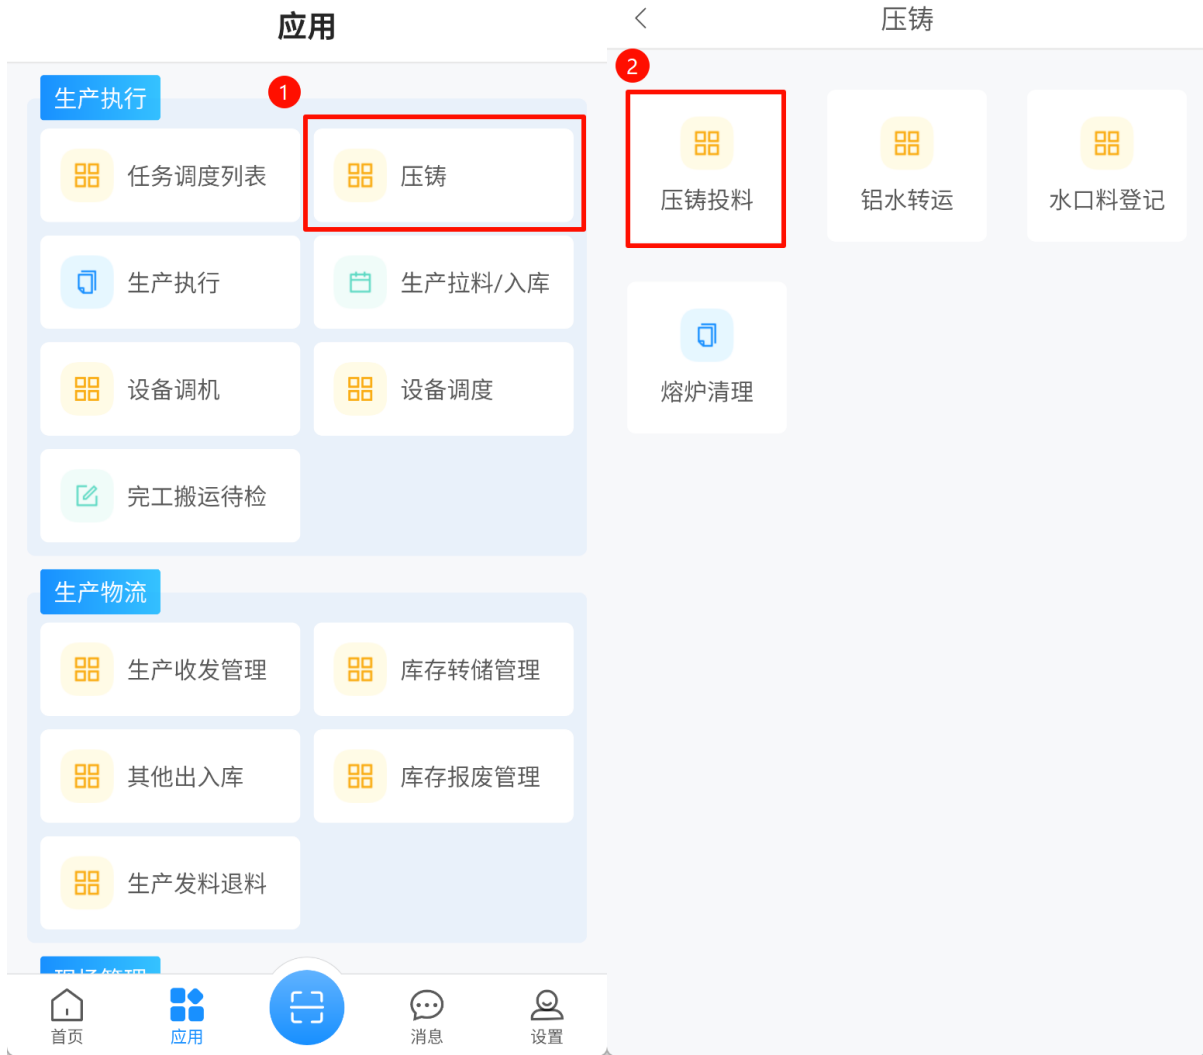 应用
生产执行
1
任务调度列表
压铸
生产执行
生产拉料/入库
设备调机
设备调度
完工搬运待检
生产物流
生产收发管理
库存转储管理
其他出入库
库存报废管理
生产发料退料
现场管理
首页
应用
消息
设置
压铸
2
压铸投料
铝水转运
水口料登记
熔炉清理